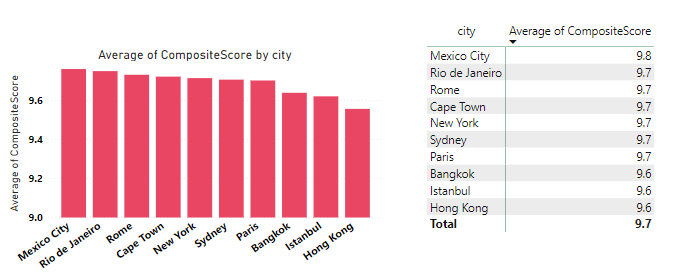 Average of CompositeScore by city
Average of CompositeScore
9.6
9.4
9.2
9.0
Mexico City
Rio de Janeiro
Rome
Cape Town
New York
Sydney
Paris
Bangkok
Istanbul
Hong Kong
city Average of CompositeScore
Mexico City 9.8
Rio de Janeiro 9.7
Rome 9.7
Cape Town 9.7
New York 9.7
Sydney 9.7
Paris 9.7
Bangkok 9.6
Istanbul 9.6
Hong Kong 9.6
Total 9.7